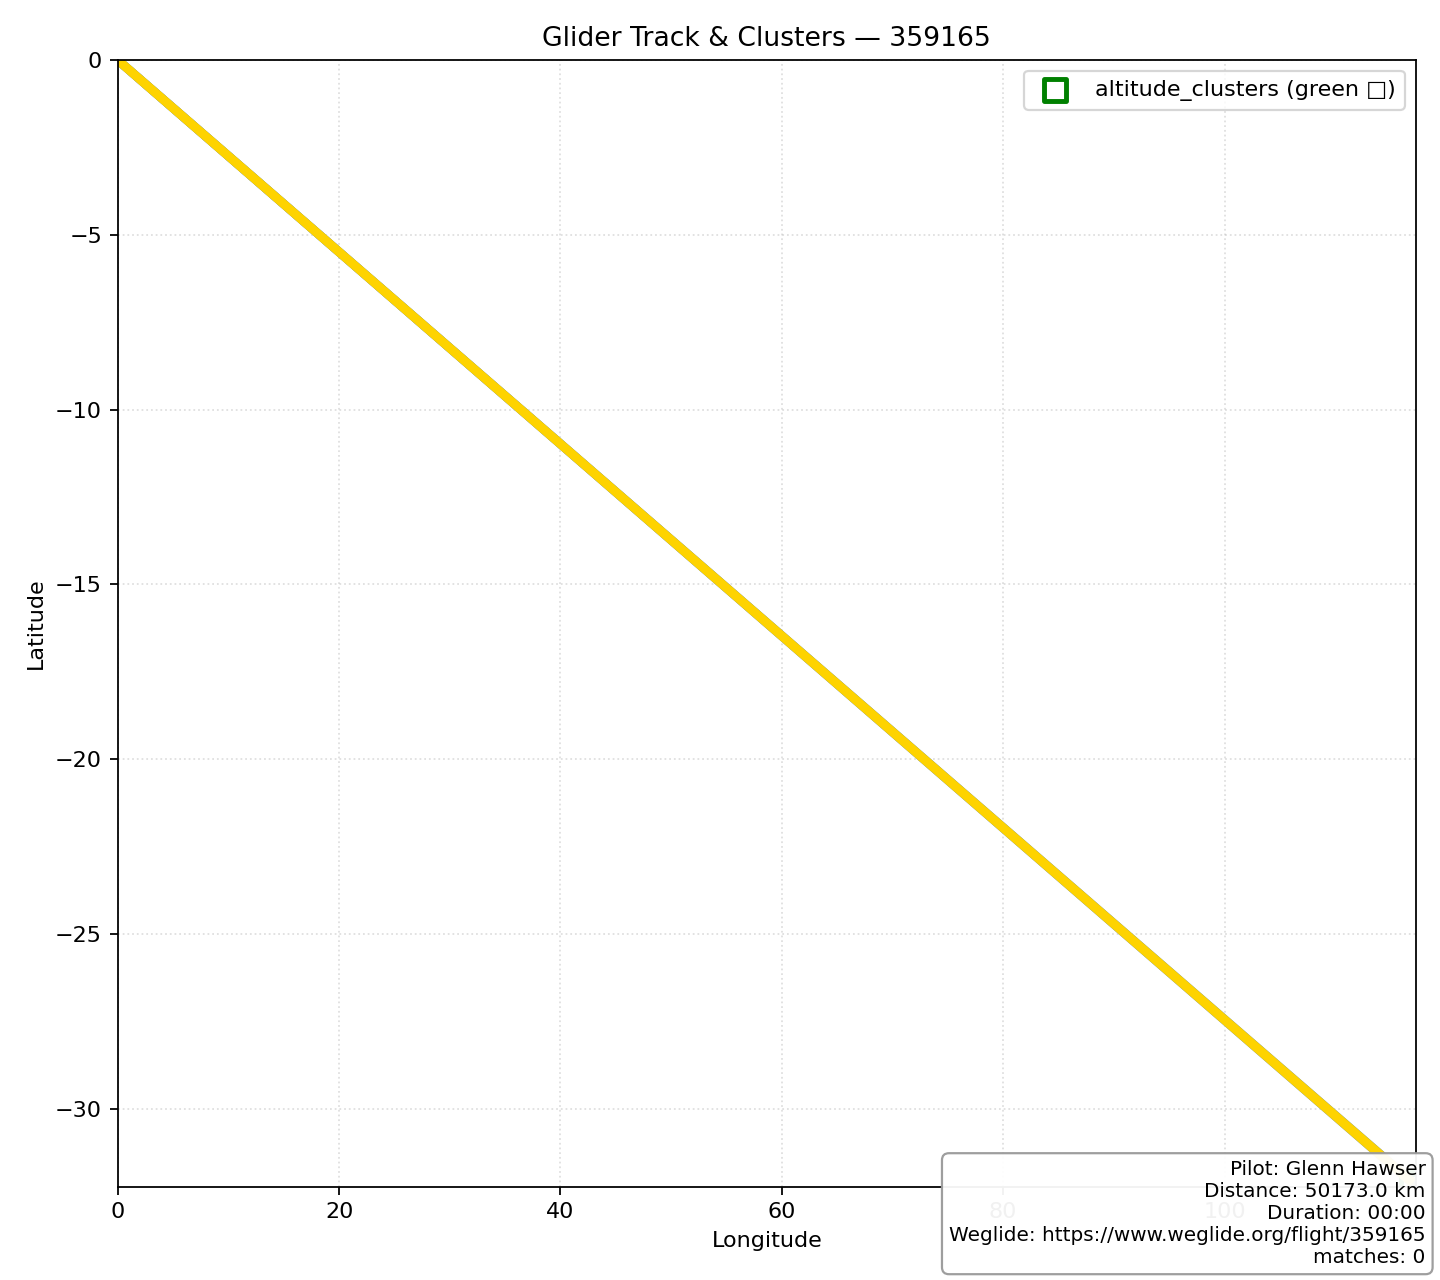 Glider Track & Clusters — 359165
altitude_clusters (green □)
0
−5
−10
−15
−20
−25
−30
Latitude
0
20
40
60
80
100
Longitude
Pilot: Glenn Hawser
Distance: 50173.0 km
Duration: 00:00
Weglide: https://www.weglide.org/flight/359165
matches: 0